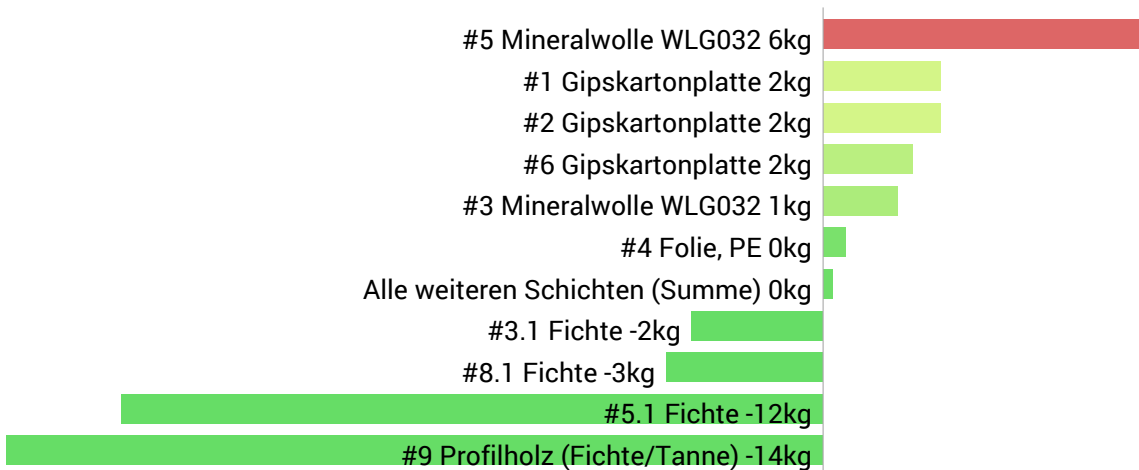 #5 Mineralwolle WLG032 6kg
#1 Gipskartonplatte 2kg
#2 Gipskartonplatte 2kg
#6 Gipskartonplatte 2kg
#3 Mineralwolle WLG032 1kg
#4 Folie, PE 0kg
Alle weiteren Schichten (Summe) 0kg
#3.1 Fichte -2kg
#8.1 Fichte -3kg
#5.1 Fichte -12kg
#9 Profilholz (Fichte/Tanne) -14kg